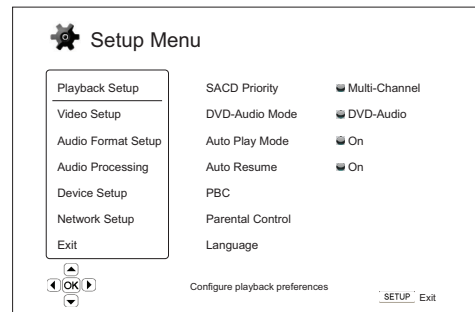 Setup Menu
Playback Setup
Video Setup
Audio Format Setup
Audio Processing
Device Setup
Network Setup
Exit
SACD Priority Multi-Channel
DVD-Audio Mode DVD-Audio
Auto Play Mode On
Auto Resume On
PBC
Parental Control
Language
OK
Configure playback preferences
SETUP Exit